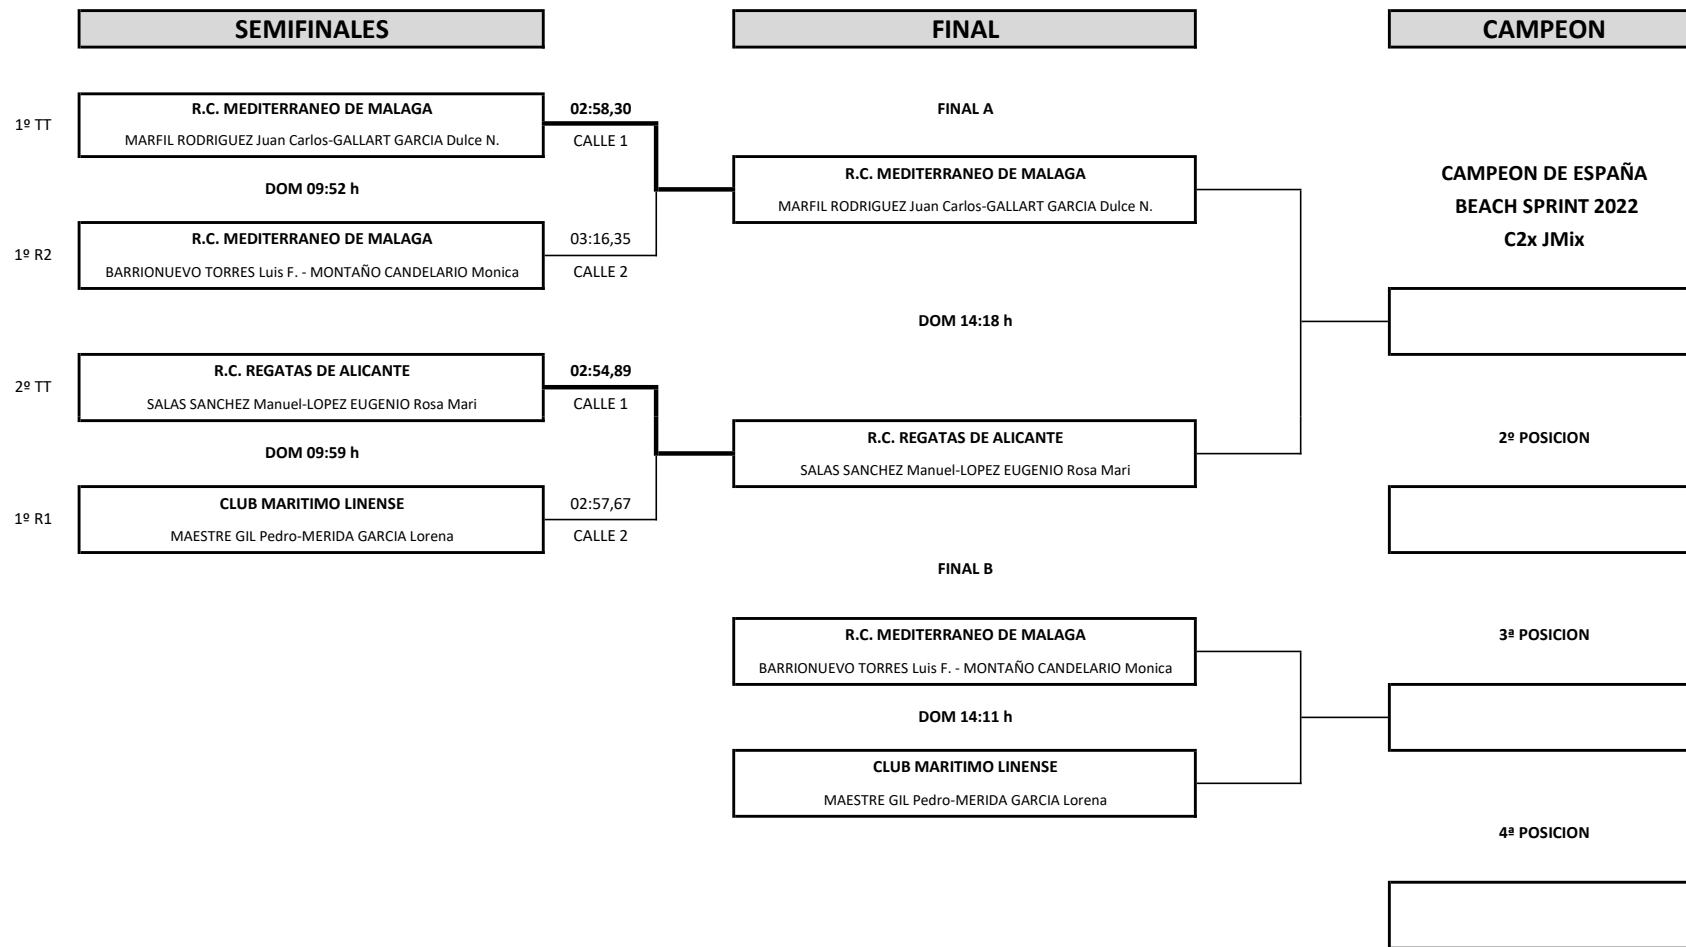 SEMIFINALES
FINAL
CAMPEON
1º TT
R.C. MEDITERRANEO DE MALAGA
MARFIL RODRIGUEZ Juan Carlos-GALLART GARCIA Dulce N.
02:58,30
CALLE 1
DOM 09:52 h
1º R2
R.C. MEDITERRANEO DE MALAGA
BARRIONUEVO TORRES Luis F. - MONTAÑO CANDELARIO Monica
03:16,35
CALLE 2
2º TT
R.C. REGATAS DE ALICANTE
SALAS SANCHEZ Manuel-LOPEZ EUGENIO Rosa Mari
02:54,89
CALLE 1
DOM 09:59 h
1º R1
CLUB MARITIMO LINENSE
MAESTRE GIL Pedro-MERIDA GARCIA Lorena
02:57,67
CALLE 2
FINAL A
R.C. MEDITERRANEO DE MALAGA
MARFIL RODRIGUEZ Juan Carlos-GALLART GARCIA Dulce N.
DOM 14:18 h
R.C. REGATAS DE ALICANTE
SALAS SANCHEZ Manuel-LOPEZ EUGENIO Rosa Mari
FINAL B
R.C. MEDITERRANEO DE MALAGA
BARRIONUEVO TORRES Luis F. - MONTAÑO CANDELARIO Monica
DOM 14:11 h
CLUB MARITIMO LINENSE
MAESTRE GIL Pedro-MERIDA GARCIA Lorena
CAMPEON DE ESPAÑA
BEACH SPRINT 2022
C2x JMix
2º POSICION
3ª POSICION
4ª POSICION